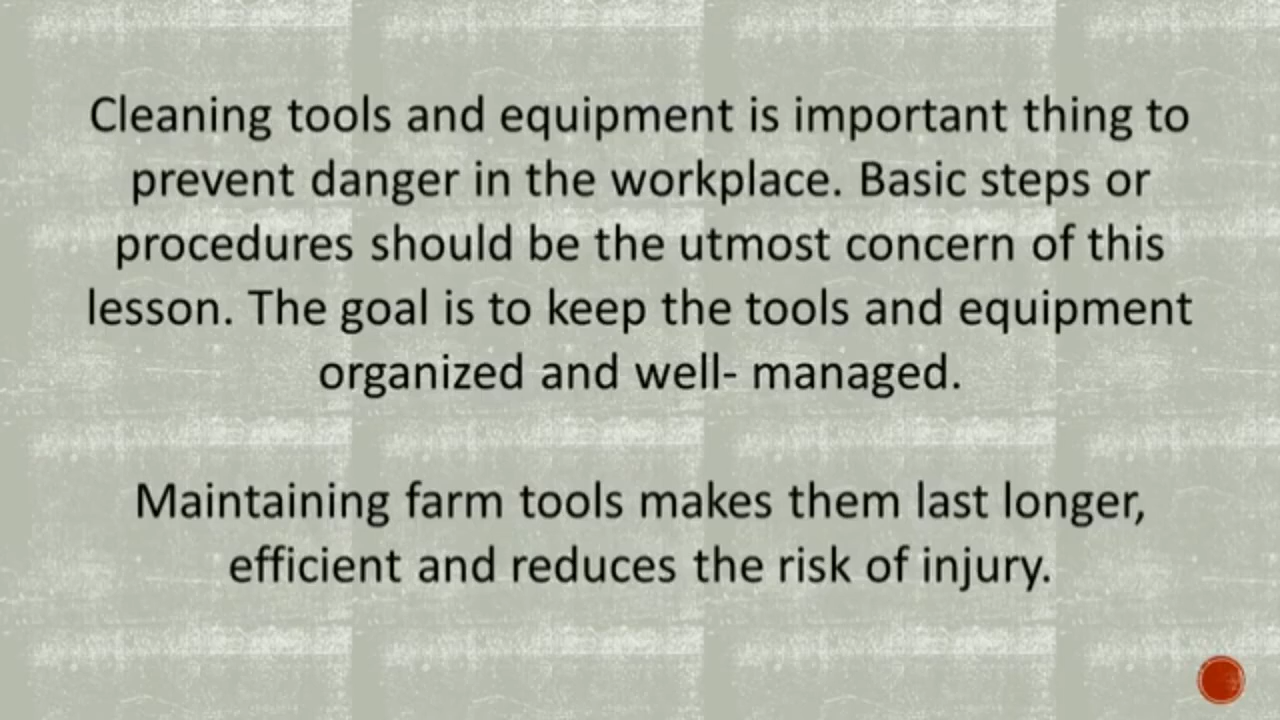 Cleaning tools and equipment is important thing to
prevent danger in the workplace. Basic steps or
procedures should be the utmost concern of this
lesson. The goal is to keep the tools and equipment
organized and well- managed.
Maintaining farm tools makes them last longer,
efficient and reduces the risk of injury.